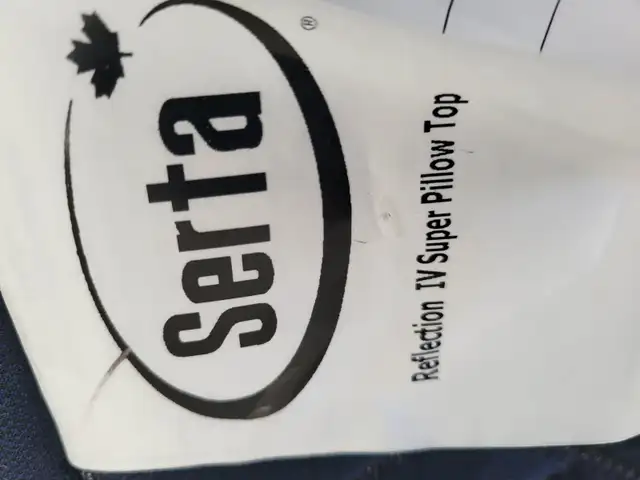 Serta®
Reflection IV Super Pillow Top